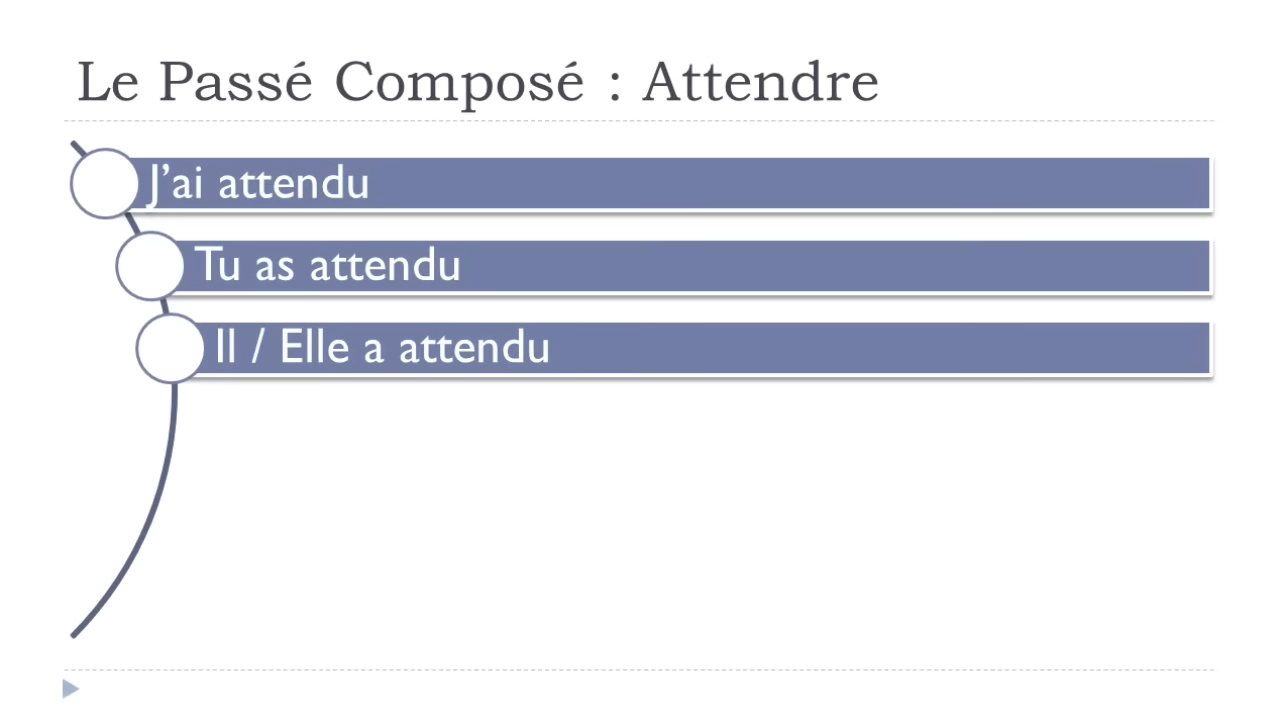 Le Passé Composé : Attendre
J’ai attendu
Tu as attendu
Il / Elle a attendu